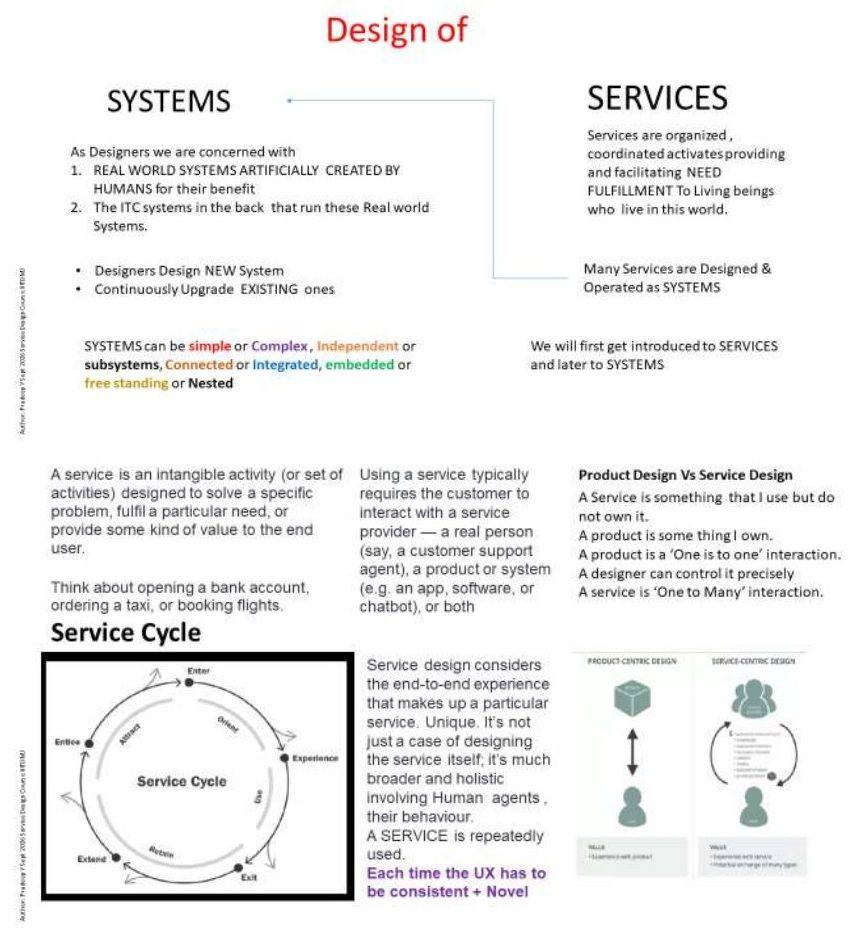 Design of
SYSTEMS
As Designers we are concerned with
1. REAL WORLD SYSTEMS ARTIFICIALLY CREATED BY
HUMANS for their benefit
2. The ITC systems in the back that run these Real world
Systems.
• Designers Design NEW System
• Continuously Upgrade EXISTING ones
SYSTEMS can be simple or Complex, Independent or
subsystems, Connected or Integrated, embedded or
free standing or Nested
SERVICES
Services are organized,
coordinated activates providing
and facilitating NEED
FULFILLMENT To Living beings
who live in this world.
Many Services are Designed &
Operated as SYSTEMS
We will first get introduced to SERVICES
and later to SYSTEMS
A service is an intangible activity (or set of
activities) designed to solve a specific
problem, fulfil a particular need, or
provide some kind of value to the end
user.
Think about opening a bank account,
ordering a taxi, or booking flights.
Using a service typically
requires the customer to
interact with a service
provider — a real person
(say, a customer support
agent), a product or system
(e.g. an app, software, or
chatbot), or both
Product Design Vs Service Design
A Service is something that I use but do
not own it.
A product is some thing I own.
A product is a ‘One is to one’ interaction.
A designer can control it precisely
A service is ‘One to Many’ interaction.
Service Cycle
Enter
Orient
Experience
Use
Exit
Retain
Extend
Entice
Attract
Service Cycle
Service design considers
the end-to-end experience
that makes up a particular
service. Unique. It’s not
just a case of designing
the service itself; it’s much
broader and holistic
involving Human agents,
their behaviour.
A SERVICE is repeatedly
used.
Each time the UX has to
be consistent + Novel
PRODUCT-CENTRIC DESIGN
VALUE
• Experience with product
SERVICE-CENTRIC DESIGN
VALUE
• Experience with service
• Potential exchange of many types